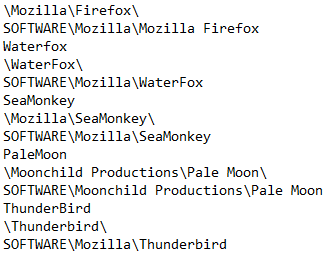 \Mozilla\Firefox\
SOFTWARE\Mozilla\Mozilla Firefox
Waterfox
\WaterFox\
SOFTWARE\Mozilla\WaterFox
SeaMonkey
\Mozilla\SeaMonkey\
SOFTWARE\Mozilla\SeaMonkey
PaleMoon
\Moonchild Productions\Pale Moon\
SOFTWARE\Moonchild Productions\Pale Moon
ThunderBird
\Thunderbird\
SOFTWARE\Mozilla\Thunderbird